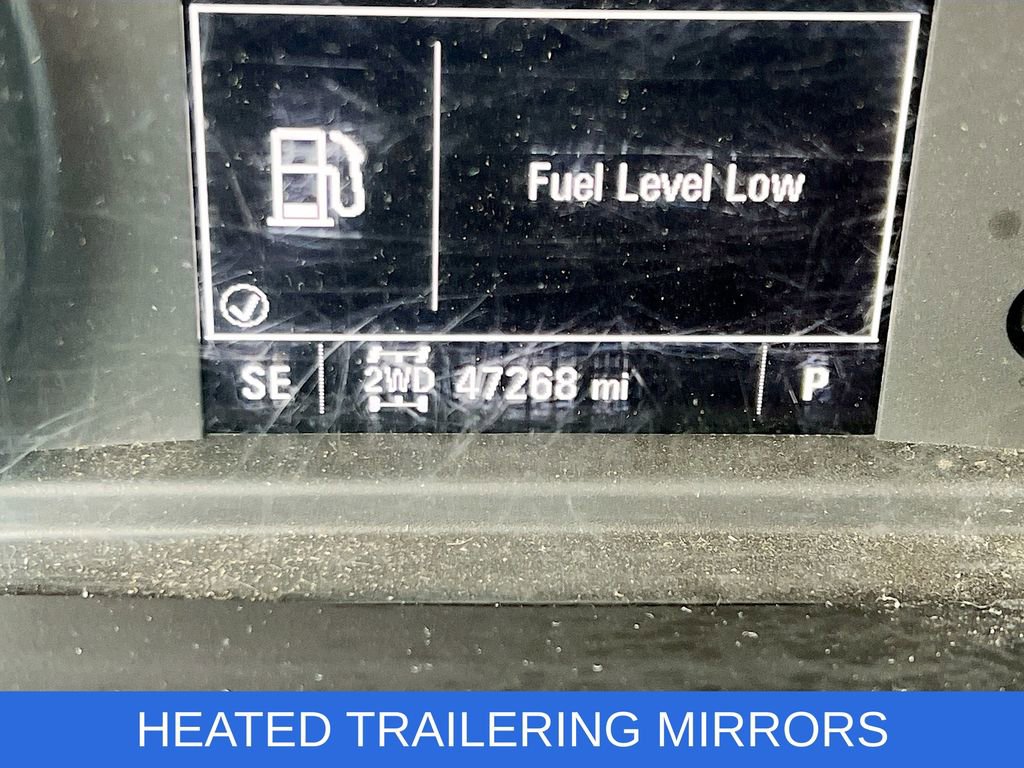 Fuel Level Low
SE 2WD 47268 mi P
HEATED TRAILERING MIRRORS